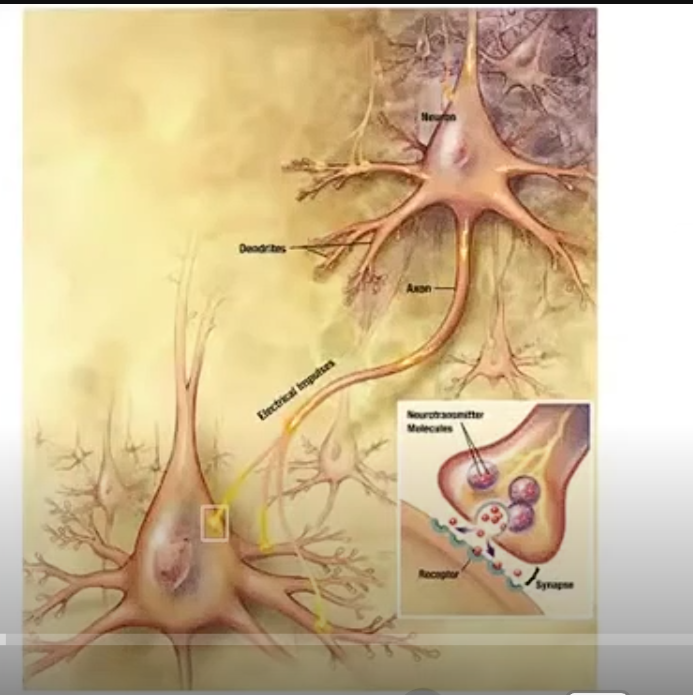 Neuron
Dendrites
Axon
Electrical Impulses
Neurotransmitter
Molecules
Receptor
Synapse